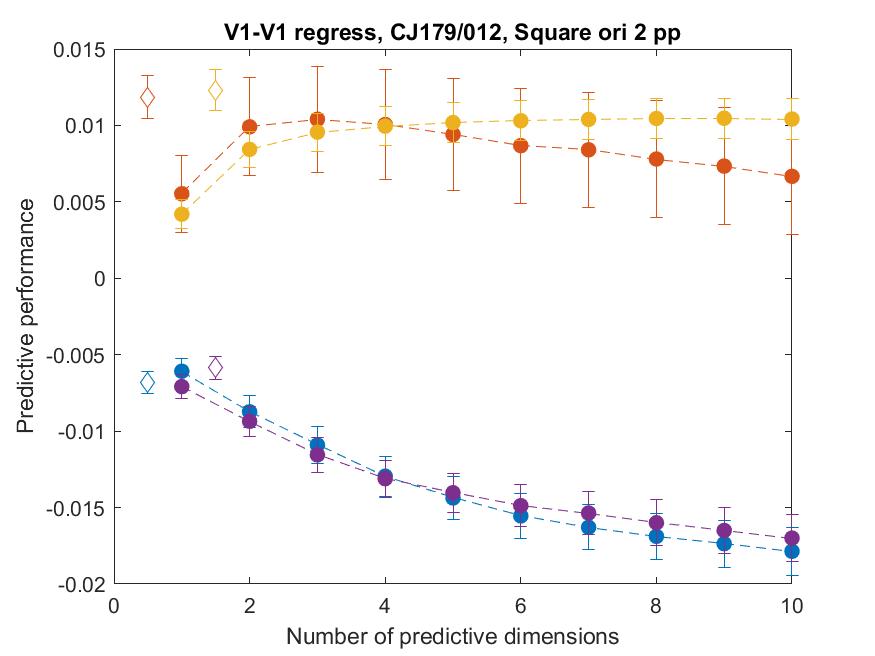 V1-V1 regress, CJ179/012, Square ori 2 pp
0.015
0.01
0.005
0
-0.005
-0.01
-0.015
-0.02
Predictive performance
0 2 4 6 8 10
Number of predictive dimensions